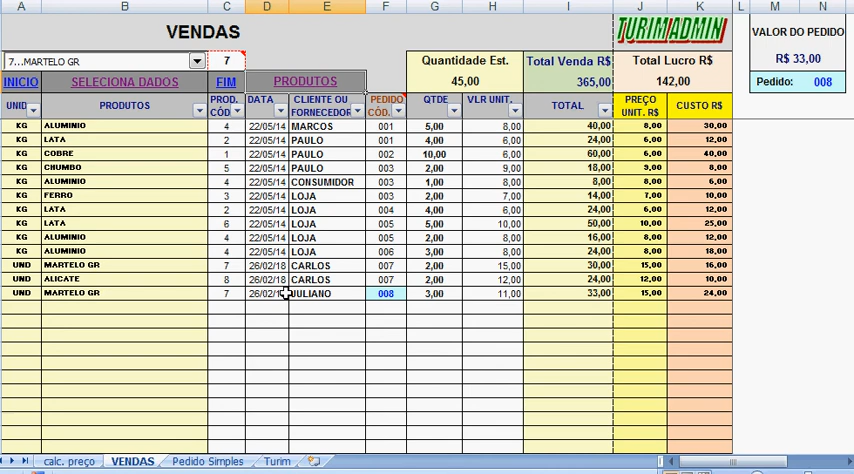 A B C D E F G H I J K L M N
VENDAS
TURIM ADMIN
VALOR DO PEDIDO
7...MARTELO GR 7
Quantidade Est. Total Venda R$ Total Lucro R$
R$ 33,00
45,00 365,00 142,00
INICIO SELECIONA DADOS FIM PRODUTOS
Pedido: 008
UNID PRODUTOS PROD. CÓD DATA CLIENTE OU FORNECEDOR PEDIDO CÓD. QTDE VLR UNIT. TOTAL PREÇO UNIT. R$ CUSTO R$
KG ALUMINIO 4 22/05/14 MARCOS 001 5,00 8,00 40,00 8,00 30,00
KG LATA 2 22/05/14 PAULO 001 4,00 6,00 24,00 6,00 12,00
KG COBRE 1 22/05/14 PAULO 002 10,00 6,00 60,00 6,00 40,00
KG CHUMBO 5 22/05/14 PAULO 003 2,00 9,00 18,00 9,00 8,00
KG ALUMINIO 4 22/05/14 CONSUMIDOR 003 1,00 8,00 8,00 8,00 6,00
KG FERRO 3 22/05/14 LOJA 003 2,00 7,00 14,00 7,00 10,00
KG LATA 2 22/05/14 LOJA 004 4,00 6,00 24,00 6,00 12,00
KG LATA 6 22/05/14 LOJA 005 5,00 10,00 50,00 10,00 25,00
KG ALUMINIO 4 22/05/14 LOJA 005 2,00 8,00 16,00 8,00 12,00
KG ALUMINIO 4 22/05/14 LOJA 006 3,00 8,00 24,00 8,00 18,00
UND MARTELO GR 7 26/02/18 CARLOS 007 2,00 15,00 30,00 15,00 16,00
UND ALICATE 8 26/02/18 CARLOS 007 2,00 12,00 24,00 12,00 10,00
UND MARTELO GR 7 26/02/1 JULIANO 008 3,00 11,00 33,00 15,00 24,00
calc. preço VENDAS Pedido Simples Turim